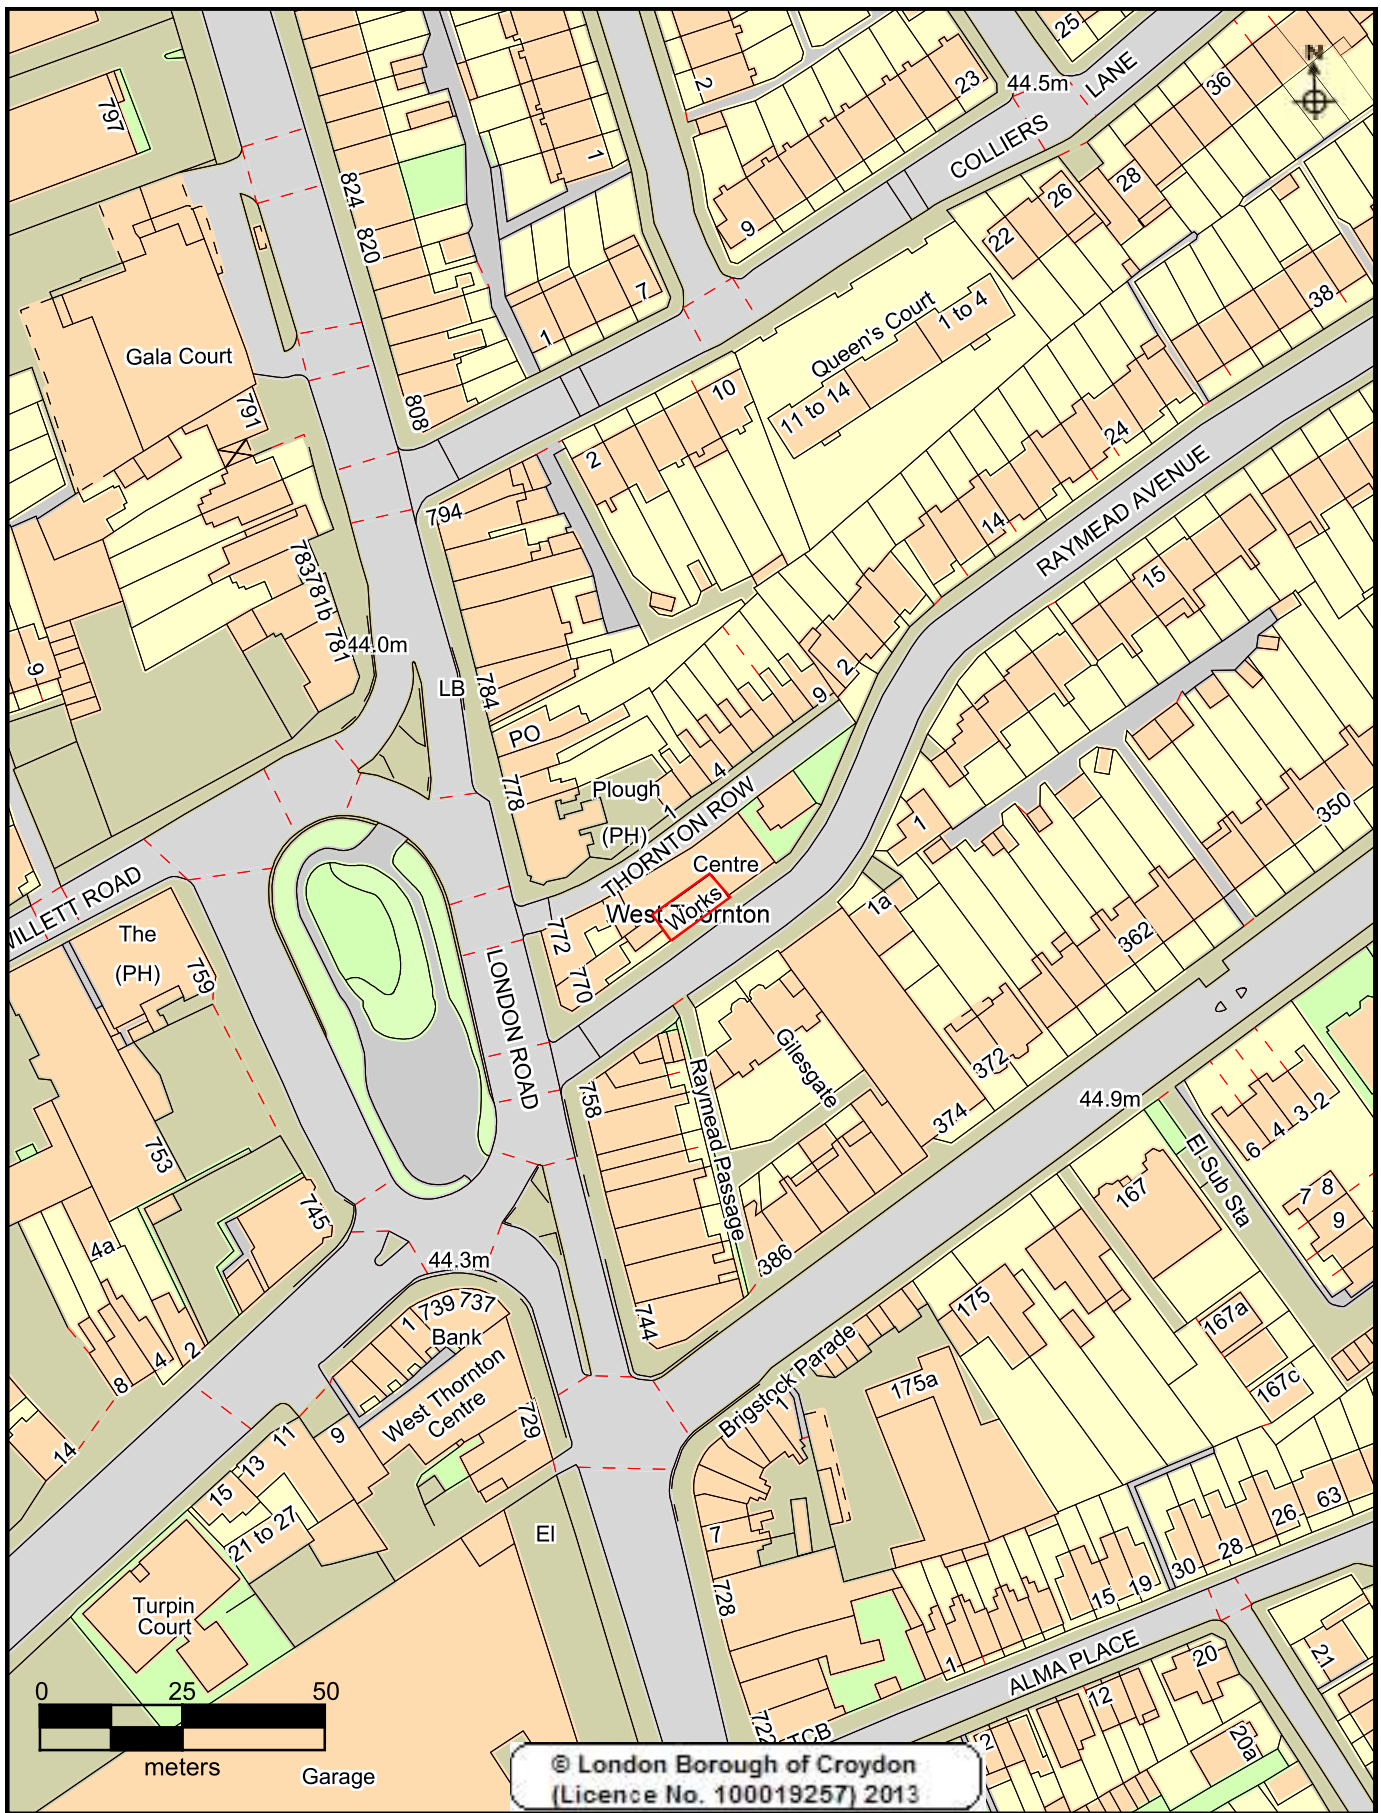 25
N
797
2
23
44.5m
LANE
36
COLLIERS
1
824
820
9
26
28
22
7
1
38
Gala Court
Queen's Court
1 to 4
791
808
10
11 to 14
2
24
794
14
RAYMEAD AVENUE
783
781b
781
15
44.0m
9
LB
784
2
9
PO
778
Plough
(PH)
4
1
THORNTON ROW
1
350
WILLETT ROAD
Centre
West Thornton
Works
1a
The
(PH)
759
772
770
362
LONDON ROAD
Gilesgate
372
374
44.9m
758
Raymead Passage
753
745
4a
El Sub Sta
6
4
3
2
167
7
8
9
386
44.3m
739
737
1
Bank
744
4
2
8
175
167a
West Thornton
Centre
Brigstock Parade
1
175a
167c
729
14
11
9
13
15
21 to 27
El
7
728
26
63
28
30
15
19
Turpin
Court
1
ALMA PLACE
20
21
12
722
TCB
2
20a
0
25
50
meters
Garage
© London Borough of Croydon
(Licence No. 100019257) 2013